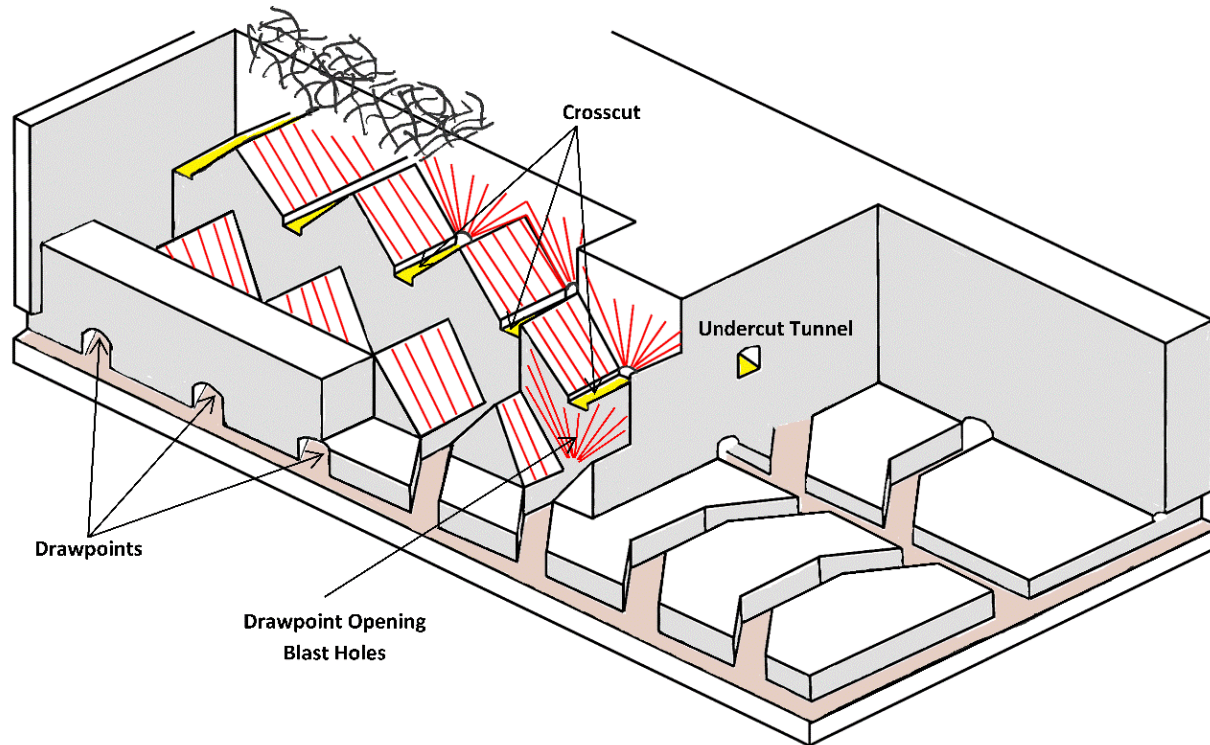 Crosscut
Undercut Tunnel
Drawpoints
Drawpoint Opening
Blast Holes